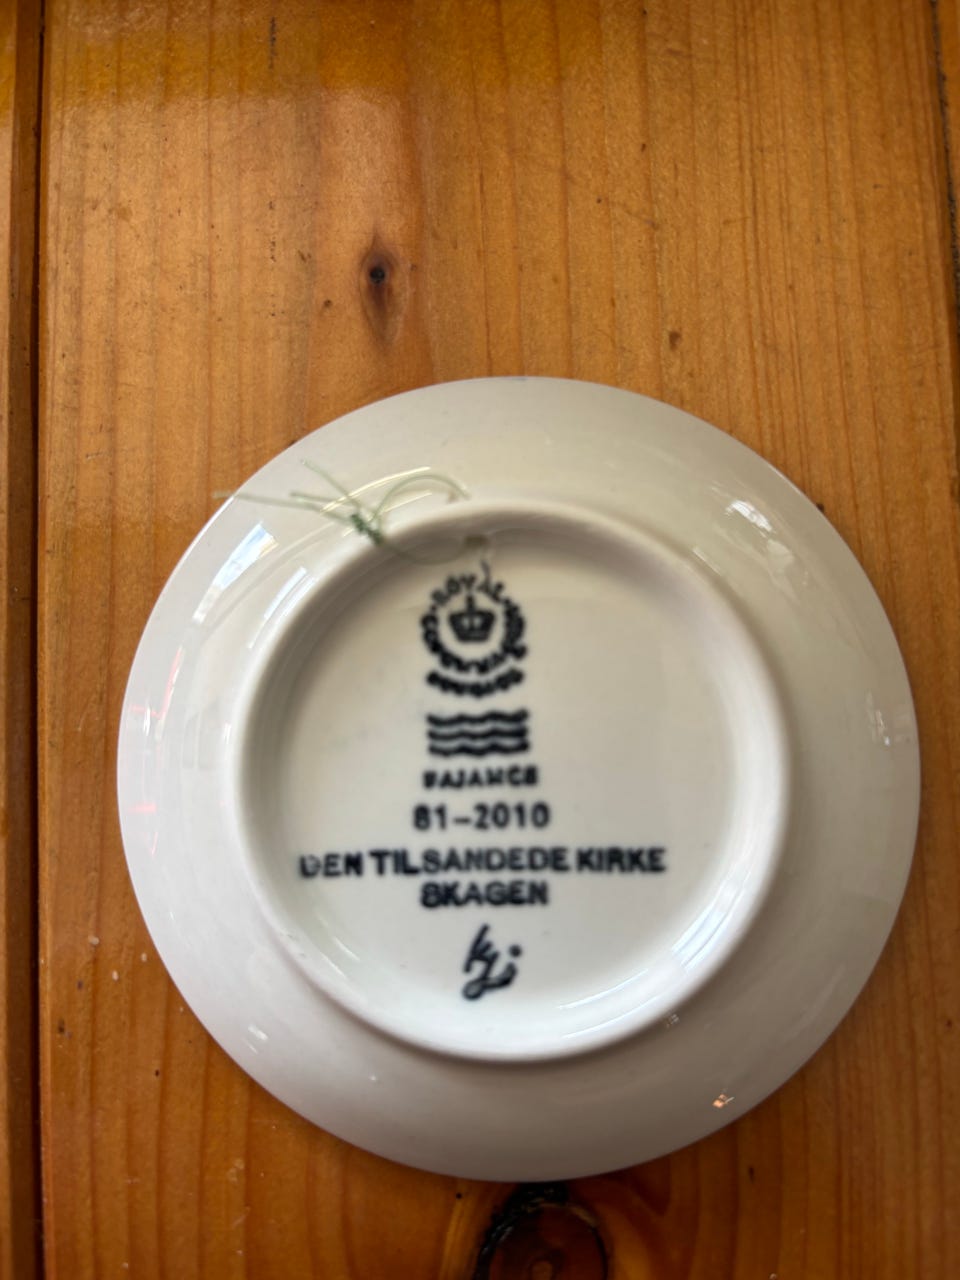 ROYAL COPENHAGEN
DENMARK
FAJANCE
81–2010
DEN TILSANDEDE KIRKE
SKAGEN